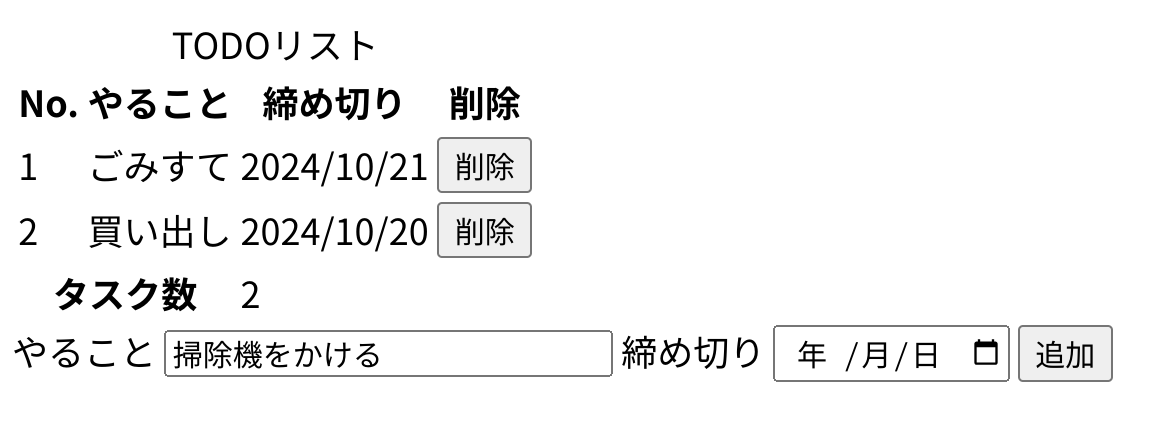 TODOリスト
No. やること 締め切り 削除
1 ごみすて 2024/10/21 削除
2 買い出し 2024/10/20 削除
タスク数 2
やること 掃除機をかける 締め切り 年 /月/日 追加